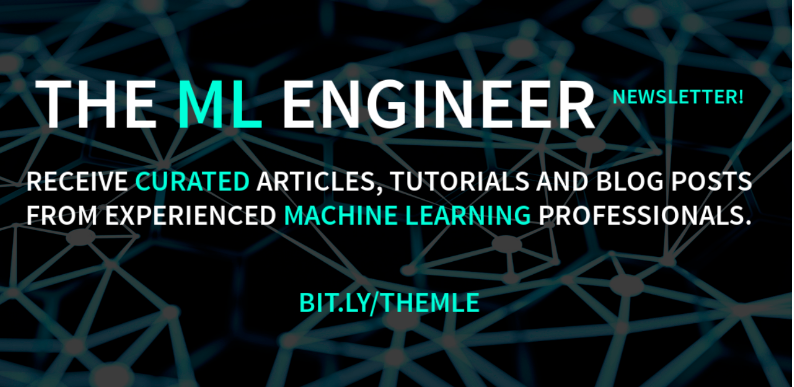 THE ML ENGINEER NEWSLETTER!
RECEIVE CURATED ARTICLES, TUTORIALS AND BLOG POSTS
FROM EXPERIENCED MACHINE LEARNING PROFESSIONALS.
BIT.LY/THEMLE